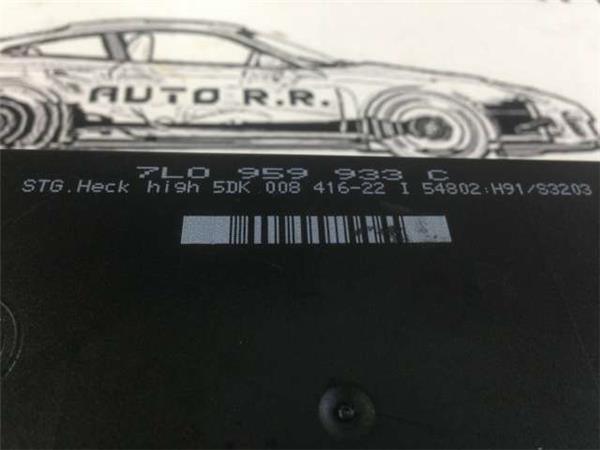 AUTO R.R.
7L0 959 933 C
STG.Heck high 5DK 008 416-22 I 54802:H91/S3203